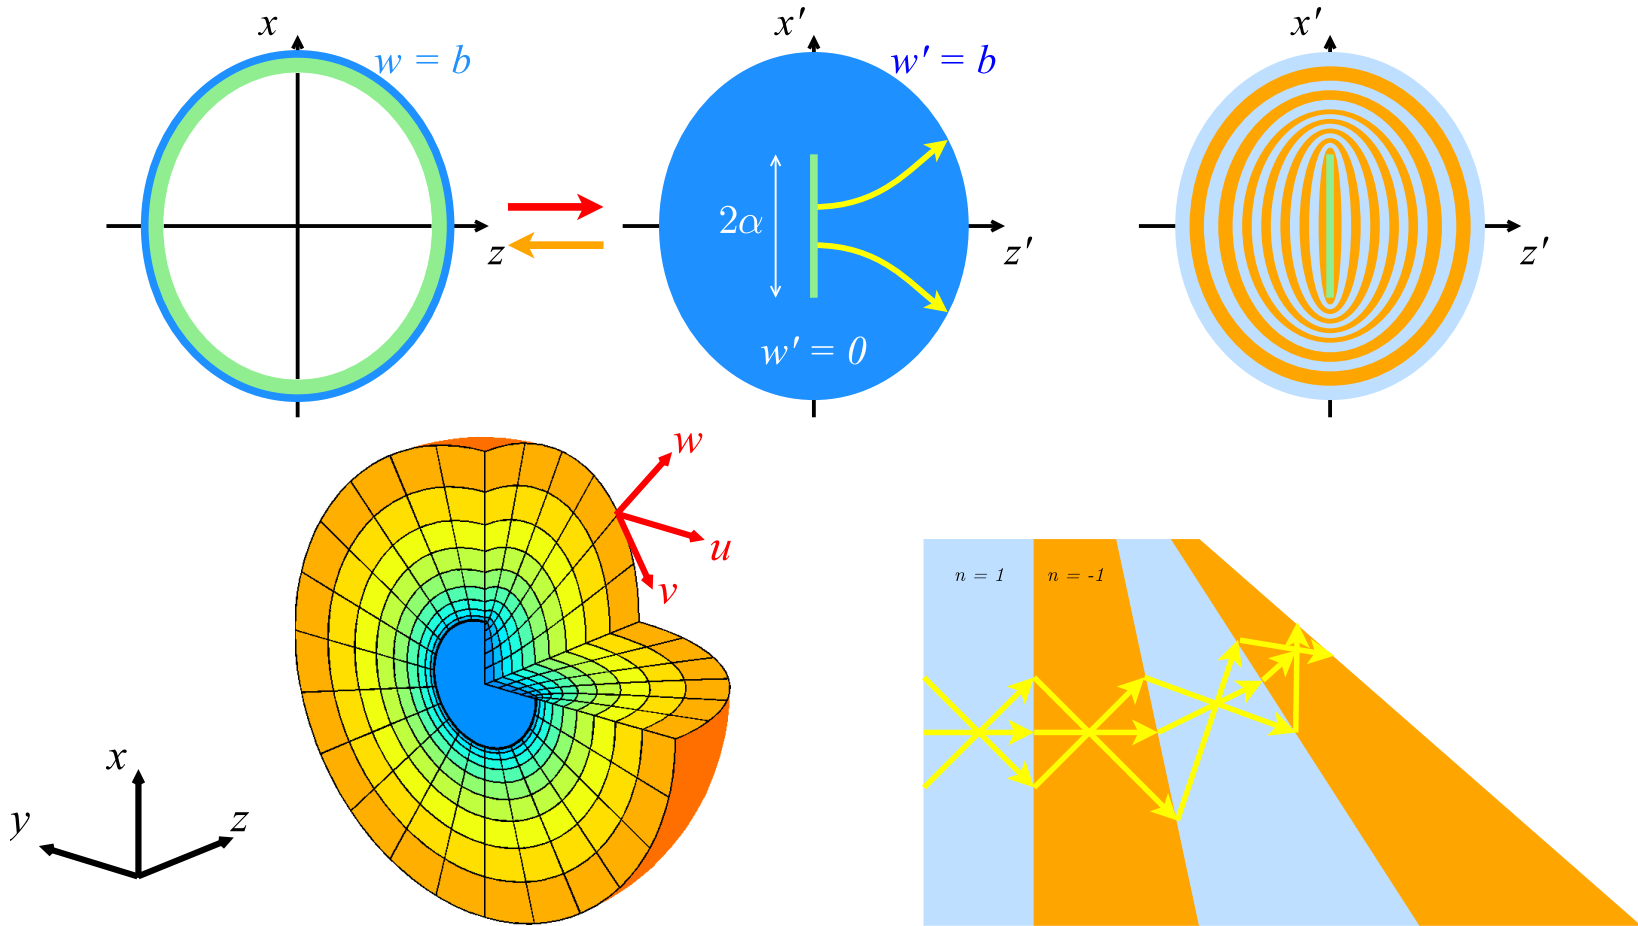 x
w = b
z
x'
w' = b
2α
z'
w' = 0
x'
z'
w
u
v
x
y
z
n = 1
n = -1